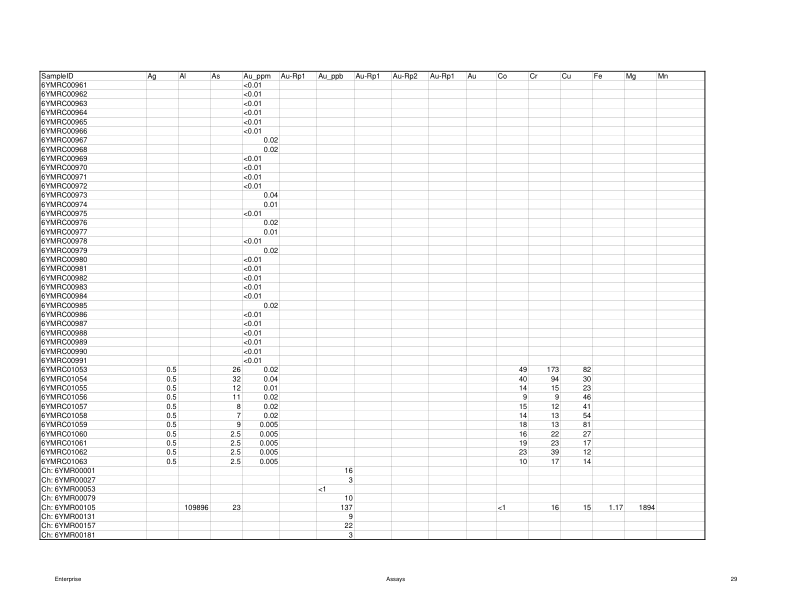 SampleID Ag Al As Au_ppm Au-Rp1 Au_ppb Au-Rp1 Au-Rp2 Au-Rp1 Au Co Cr Cu Fe Mg Mn
6YMRC00961 <0.01
6YMRC00962 <0.01
6YMRC00963 <0.01
6YMRC00964 <0.01
6YMRC00965 <0.01
6YMRC00966 <0.01
6YMRC00967 0.02
6YMRC00968 0.02
6YMRC00969 <0.01
6YMRC00970 <0.01
6YMRC00971 <0.01
6YMRC00972 <0.01
6YMRC00973 0.04
6YMRC00974 0.01
6YMRC00975 <0.01
6YMRC00976 0.02
6YMRC00977 0.01
6YMRC00978 <0.01
6YMRC00979 0.02
6YMRC00980 <0.01
6YMRC00981 <0.01
6YMRC00982 <0.01
6YMRC00983 <0.01
6YMRC00984 <0.01
6YMRC00985 0.02
6YMRC00986 <0.01
6YMRC00987 <0.01
6YMRC00988 <0.01
6YMRC00989 <0.01
6YMRC00990 <0.01
6YMRC00991 <0.01
6YMRC01053 0.5 26 0.02 49 173 82
6YMRC01054 0.5 32 0.04 40 94 30
6YMRC01055 0.5 12 0.01 14 15 23
6YMRC01056 0.5 11 0.02 9 9 46
6YMRC01057 0.5 8 0.02 15 12 41
6YMRC01058 0.5 7 0.02 14 13 54
6YMRC01059 0.5 9 0.005 18 13 81
6YMRC01060 0.5 2.5 0.005 16 22 27
6YMRC01061 0.5 2.5 0.005 19 23 17
6YMRC01062 0.5 2.5 0.005 23 39 12
6YMRC01063 0.5 2.5 0.005 10 17 14
Ch: 6YMR00001 16
Ch: 6YMR00027 3
Ch: 6YMR00053 <1
Ch: 6YMR00079 10
Ch: 6YMR00105 109896 23 137 <1 16 15 1.17 1894
Ch: 6YMR00131 9
Ch: 6YMR00157 22
Ch: 6YMR00181 3
Enterprise Assays 29